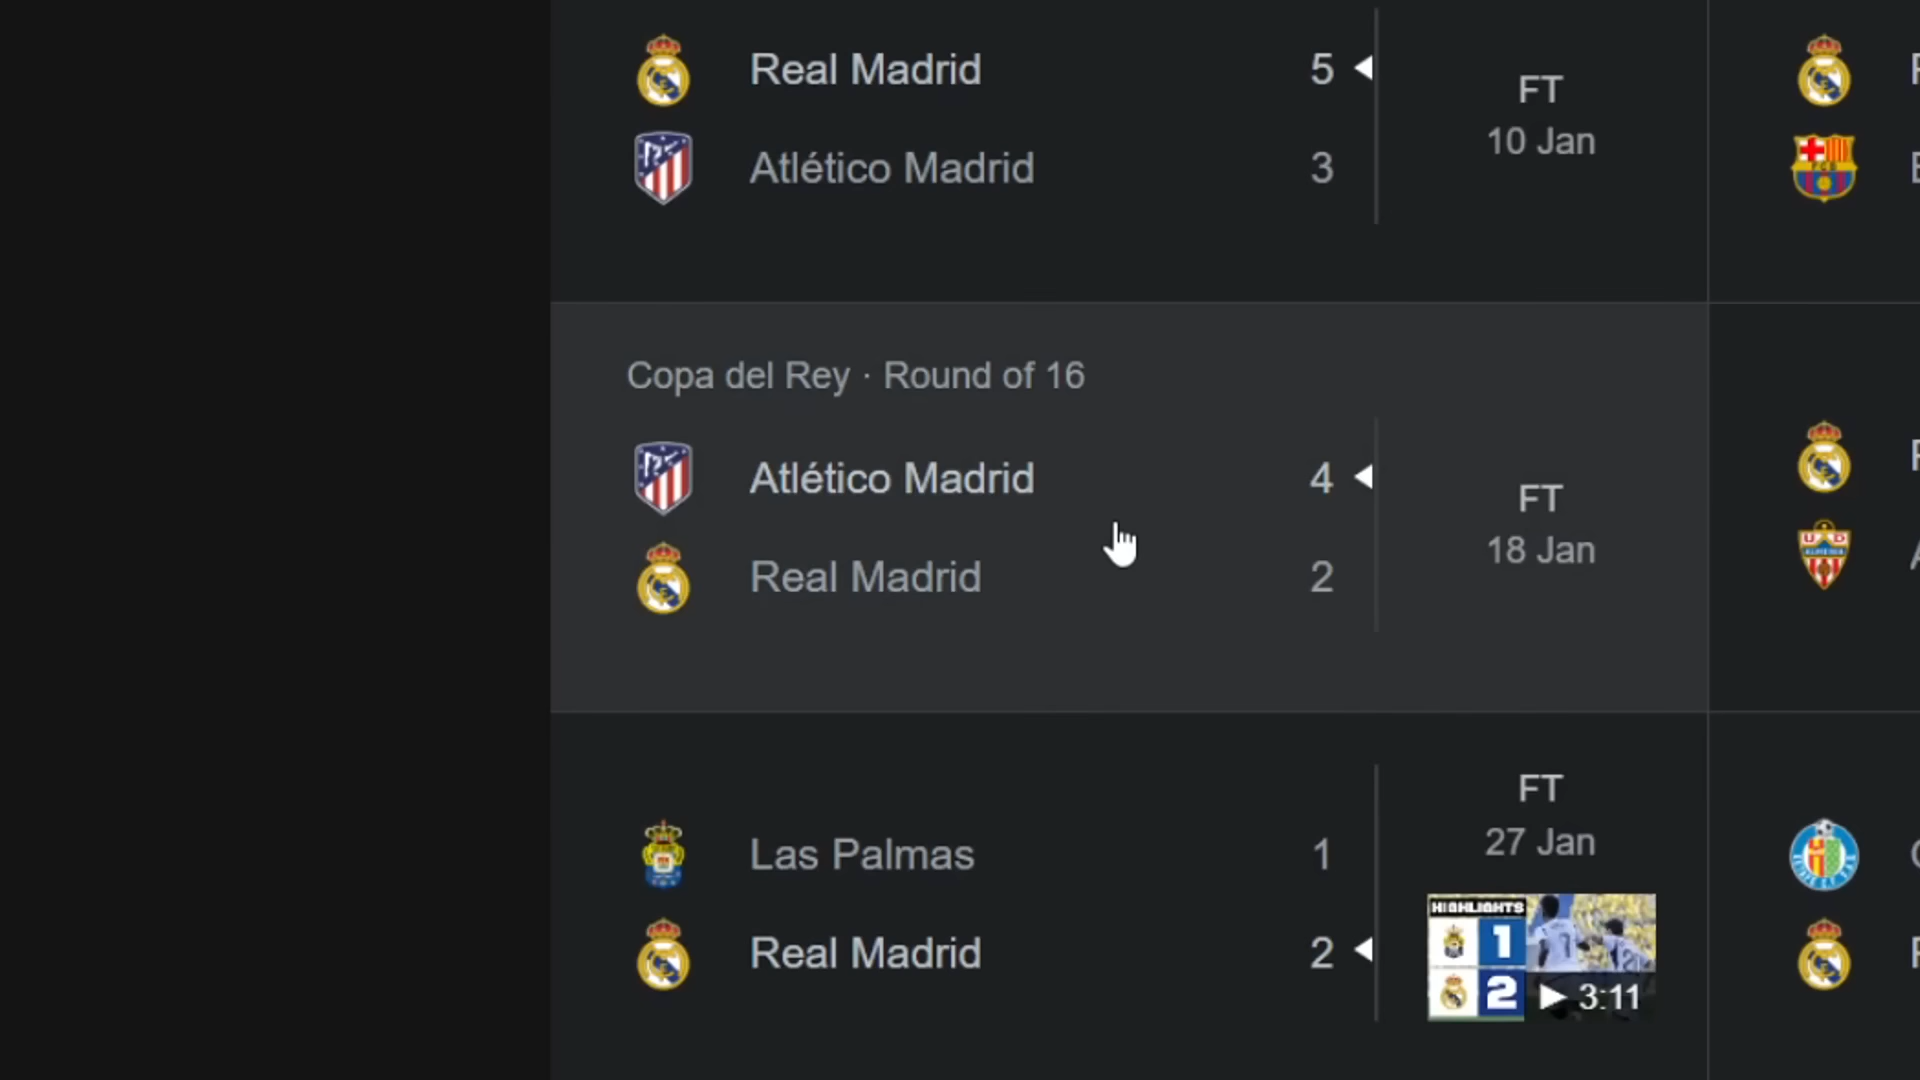 Real Madrid 5
Atlético Madrid 3
FT
10 Jan
Copa del Rey · Round of 16
Atlético Madrid 4
Real Madrid 2
FT
18 Jan
Las Palmas 1
Real Madrid 2
FT
27 Jan
HIGHLIGHTS
1
2
3:11